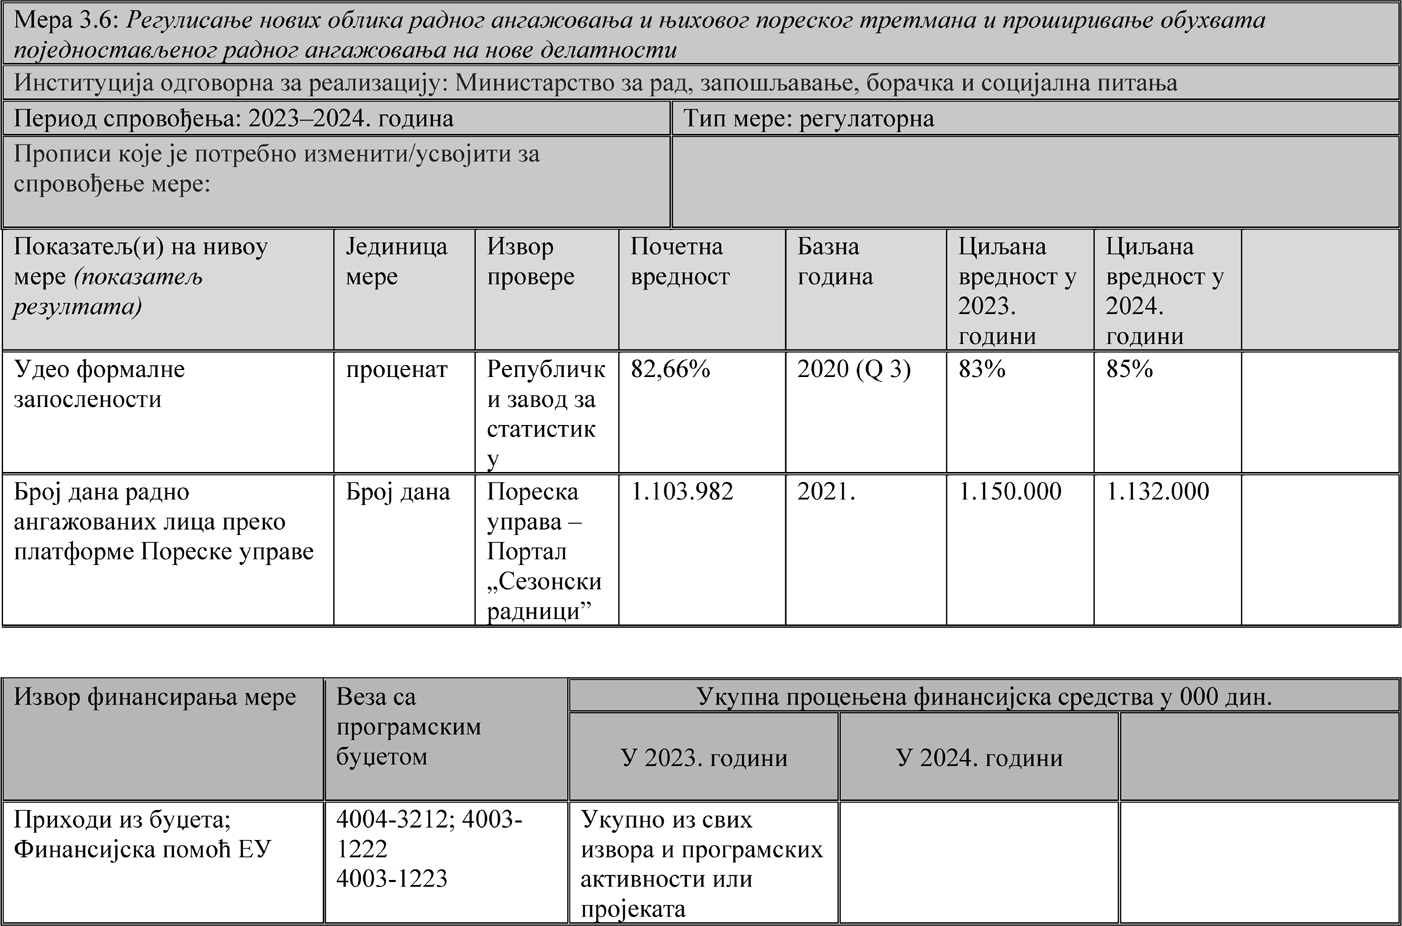 Мера 3.6: Регулисање нових облика радног ангажовања и њиховог пореског третмана и проширивање обухвата
поједностављеног радног ангажовања на нове делатности
Институција одговорна за реализацију: Министарство за рад, запошљавање, борачка и социјална питања
Период спровођења: 2023–2024. година
Тип мере: регулаторна
Прописи које је потребно изменити/усвојити за
спровођење мере:
Показатељ(и) на нивоу
мере (показатељ
резултата)
Јединица
мере
Извор
провере
Почетна
вредност
Базна
година
Циљана
вредност у
2023.
години
Циљана
вредност у
2024.
години
Удео формалне
запослености
проценат
Републичк
и завод за
статистик
у
82,66%
2020 (Q 3)
83%
85%
Број дана радно
ангажованих лица преко
платформе Пореске управе
Број дана
Пореска
управа –
Портал
„Сезонски
радници”
1.103.982
2021.
1.150.000
1.132.000
Извор финансирања мере
Веза са
програмским
буџетом
Укупна процењена финансијска средства у 000 дин.
У 2023. години
У 2024. години
Приходи из буџета;
Финансијска помоћ ЕУ
4004-3212; 4003-
1222
4003-1223
Укупно из свих
извора и програмских
активности или
пројеката